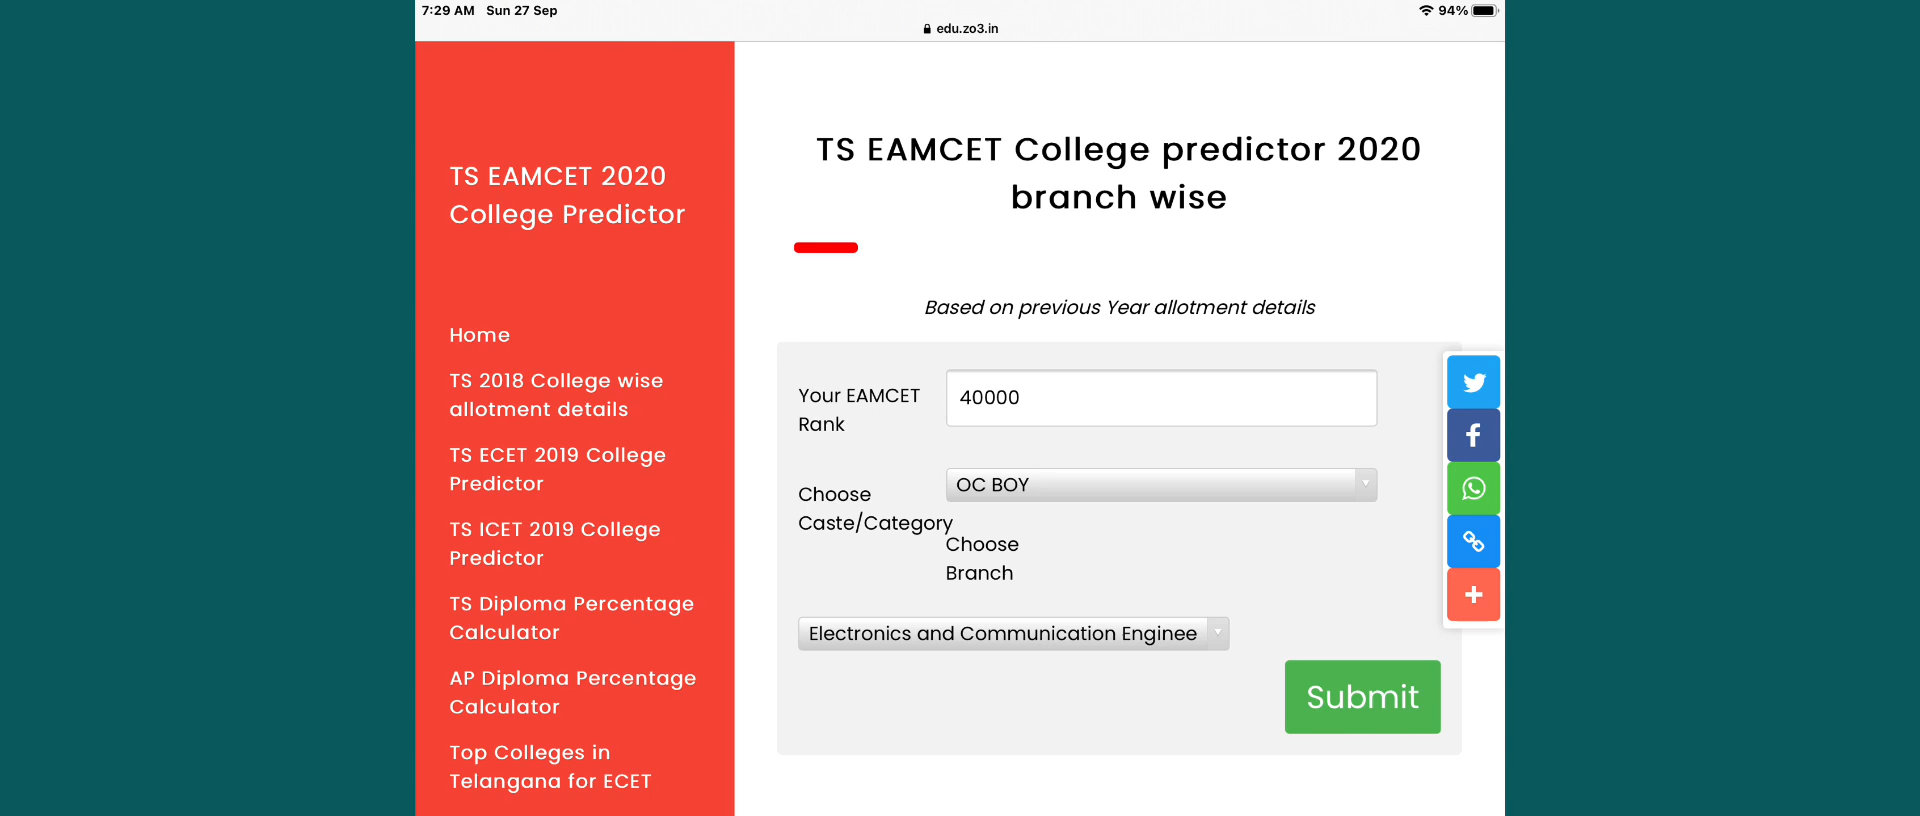 7:29 AM Sun 27 Sep
94%
edu.zo3.in
TS EAMCET 2020
College Predictor
Home
TS 2018 College wise
allotment details
TS ECET 2019 College
Predictor
TS ICET 2019 College
Predictor
TS Diploma Percentage
Calculator
AP Diploma Percentage
Calculator
Top Colleges in
Telangana for ECET
TS EAMCET College predictor 2020
branch wise
Based on previous Year allotment details
Your EAMCET
Rank
40000
Choose
Caste/Category
OC BOY
Choose
Branch
Electronics and Communication Enginee
Submit